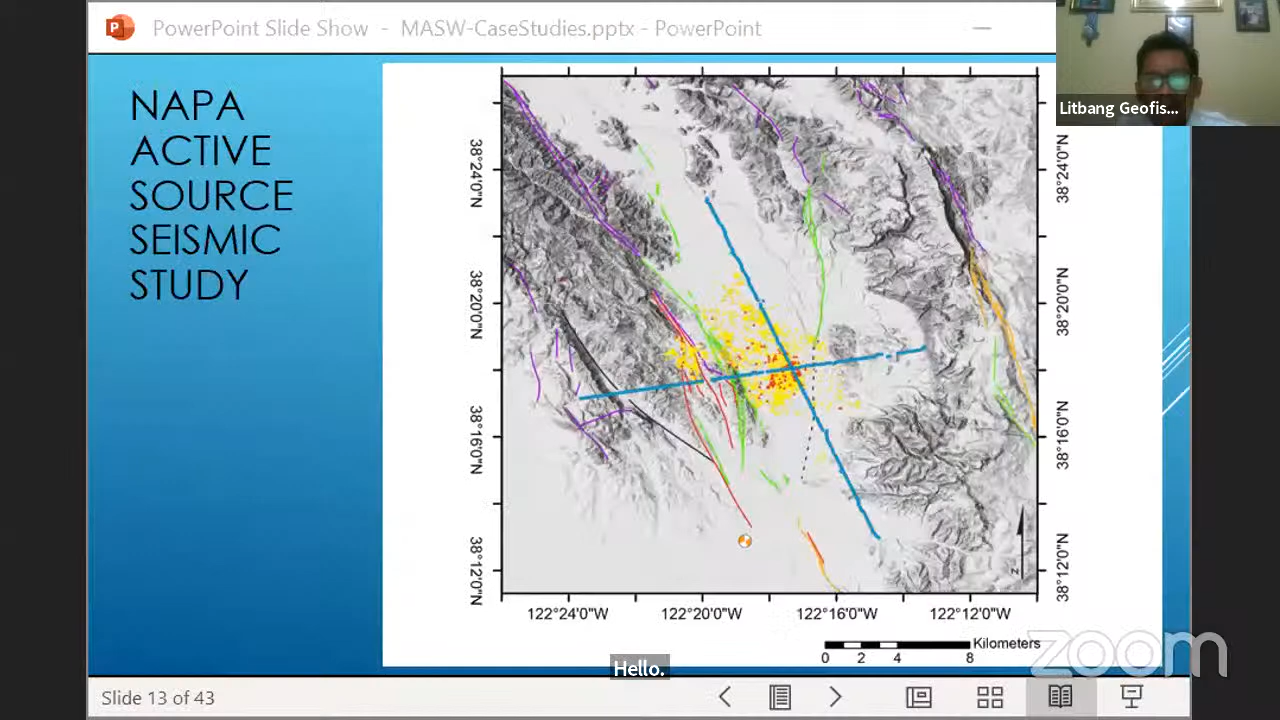 PowerPoint Slide Show - MASW-CaseStudies.pptx - PowerPoint
Litbang Geofis...
NAPA
ACTIVE
SOURCE
SEISMIC
STUDY
38°24'0"N
38°20'0"N
38°16'0"N
38°12'0"N
38°24'0"N
38°20'0"N
38°16'0"N
38°12'0"N
N
122°24'0"W 122°20'0"W 122°16'0"W 122°12'0"W
Kilometers
0 2 4 8
zoom
Hello.
Slide 13 of 43